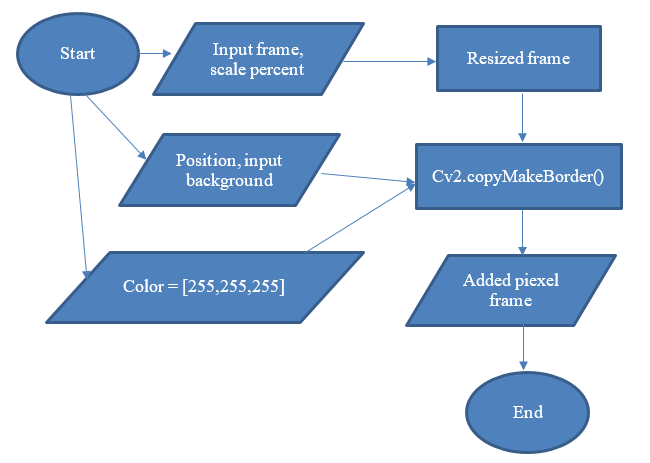 Start
Input frame,
scale percent
Resized frame
Position, input
background
Cv2.copyMakeBorder()
Color = [255,255,255]
Added piexel
frame
End